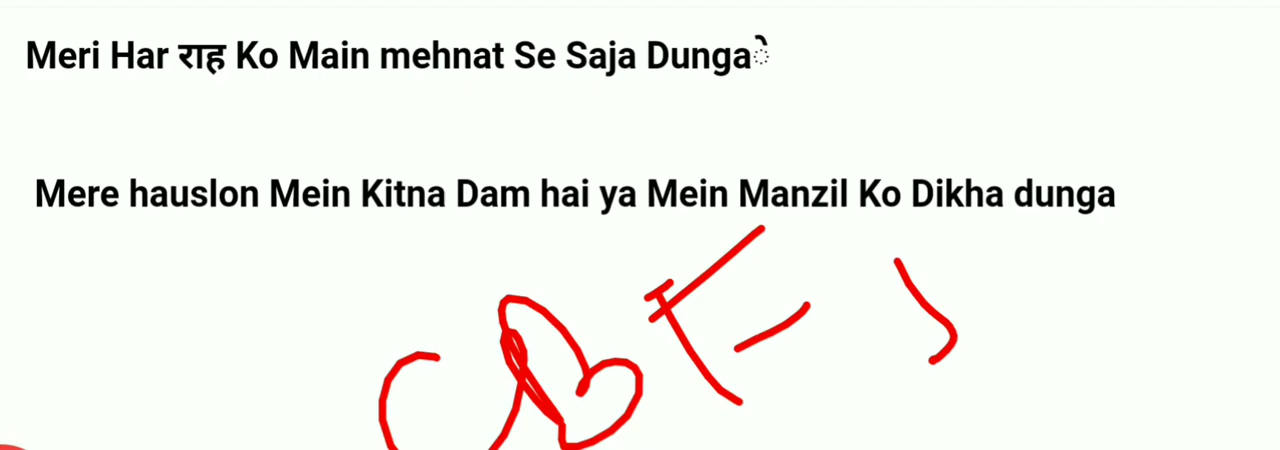 Meri Har राह Ko Main mehnat Se Saja Dungaे
Mere hauslon Mein Kitna Dam hai ya Mein Manzil Ko Dikha dunga